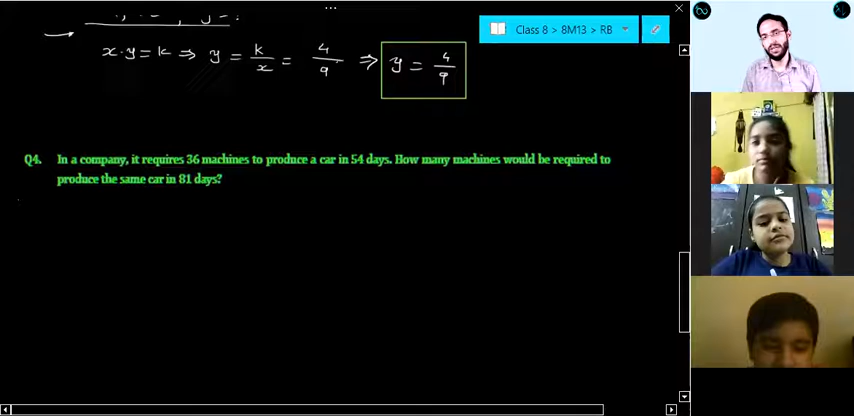 x·y = k ⇒ y = k/x = 4/9 ⇒ y = 4/9
Class 8 > 8M13 > RB
Q4. In a company, it requires 36 machines to produce a car in 54 days. How many machines would be required to
produce the same car in 81 days?